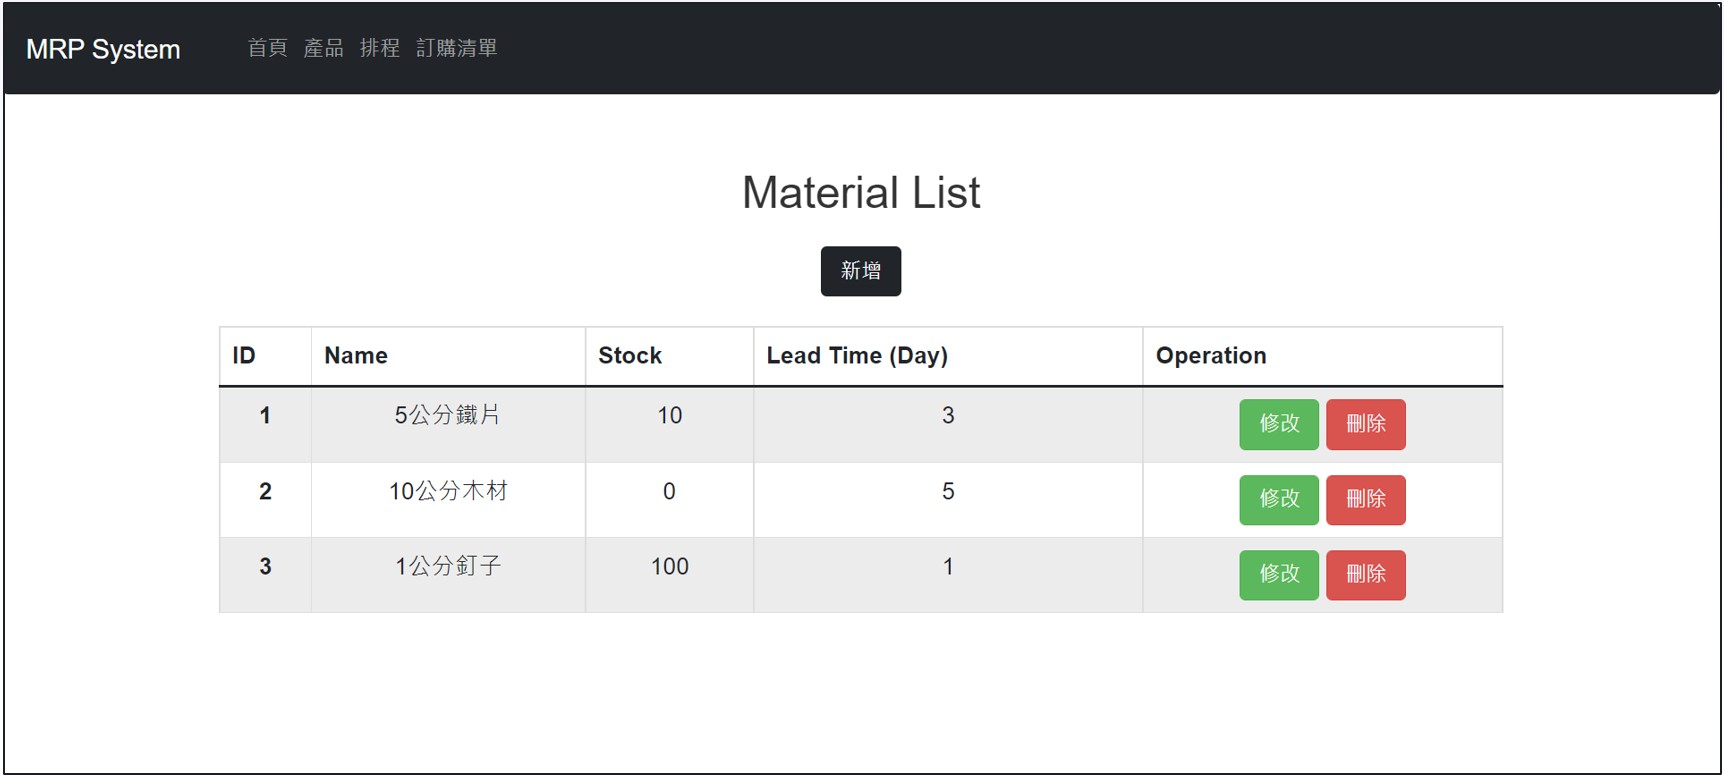 MRP System 首頁 產品 排程 訂購清單
Material List
新增
ID Name Stock Lead Time (Day) Operation
1 5公分鐵片 10 3 修改 刪除
2 10公分木材 0 5 修改 刪除
3 1公分釘子 100 1 修改 刪除